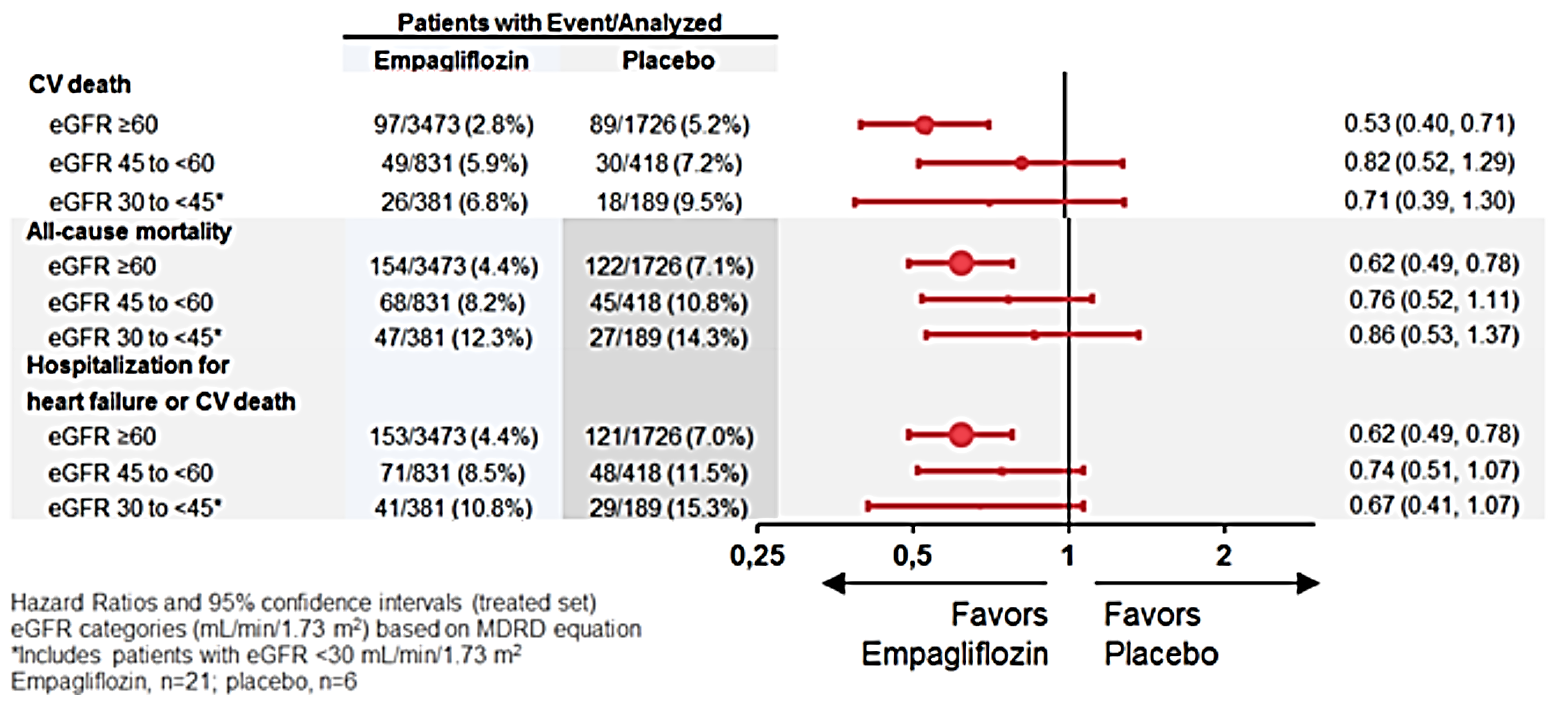 Patients with Event/Analyzed
Empagliflozin Placebo
CV death
eGFR ≥60 97/3473 (2.8%) 89/1726 (5.2%) 0.53 (0.40, 0.71)
eGFR 45 to <60 49/831 (5.9%) 30/418 (7.2%) 0.82 (0.52, 1.29)
eGFR 30 to <45* 26/381 (6.8%) 18/189 (9.5%) 0.71 (0.39, 1.30)
All-cause mortality
eGFR ≥60 154/3473 (4.4%) 122/1726 (7.1%) 0.62 (0.49, 0.78)
eGFR 45 to <60 68/831 (8.2%) 45/418 (10.8%) 0.76 (0.52, 1.11)
eGFR 30 to <45* 47/381 (12.3%) 27/189 (14.3%) 0.86 (0.53, 1.37)
Hospitalization for
heart failure or CV death
eGFR ≥60 153/3473 (4.4%) 121/1726 (7.0%) 0.62 (0.49, 0.78)
eGFR 45 to <60 71/831 (8.5%) 48/418 (11.5%) 0.74 (0.51, 1.07)
eGFR 30 to <45* 41/381 (10.8%) 29/189 (15.3%) 0.67 (0.41, 1.07)
0,25 0,5 1 2
Favors Favors
Empagliflozin Placebo
Hazard Ratios and 95% confidence intervals (treated set)
eGFR categories (mL/min/1.73 m²) based on MDRD equation
*Includes patients with eGFR <30 mL/min/1.73 m²
Empagliflozin, n=21; placebo, n=6